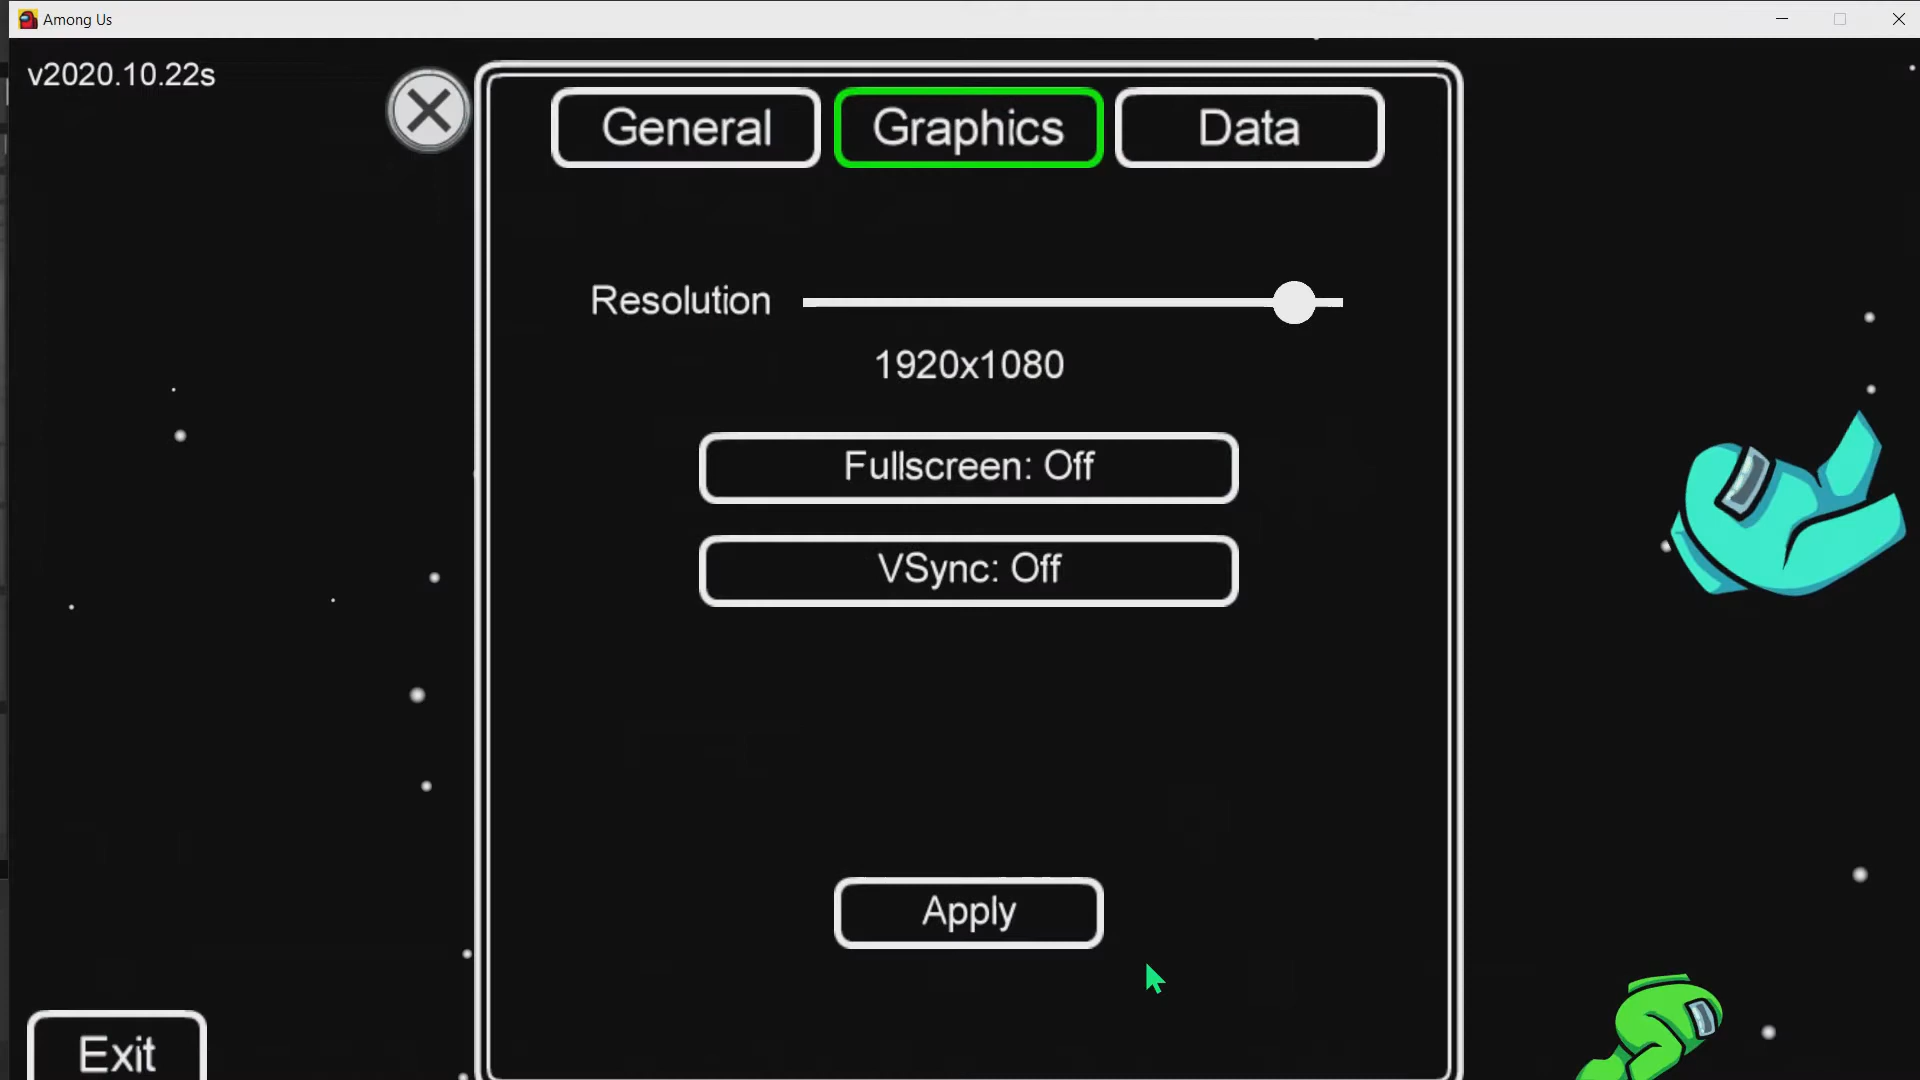 Among Us
v2020.10.22s
General
Graphics
Data
Resolution
1920x1080
Fullscreen: Off
VSync: Off
Apply
Exit